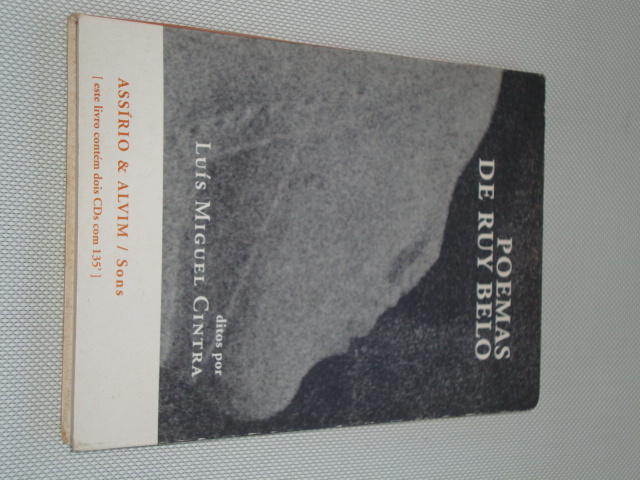 POEMAS
DE RUY BELO
ditos por
LUÍS MIGUEL CINTRA
ASSÍRIO & ALVIM / Sons
[ este livro contém dois CDs com 135' ]